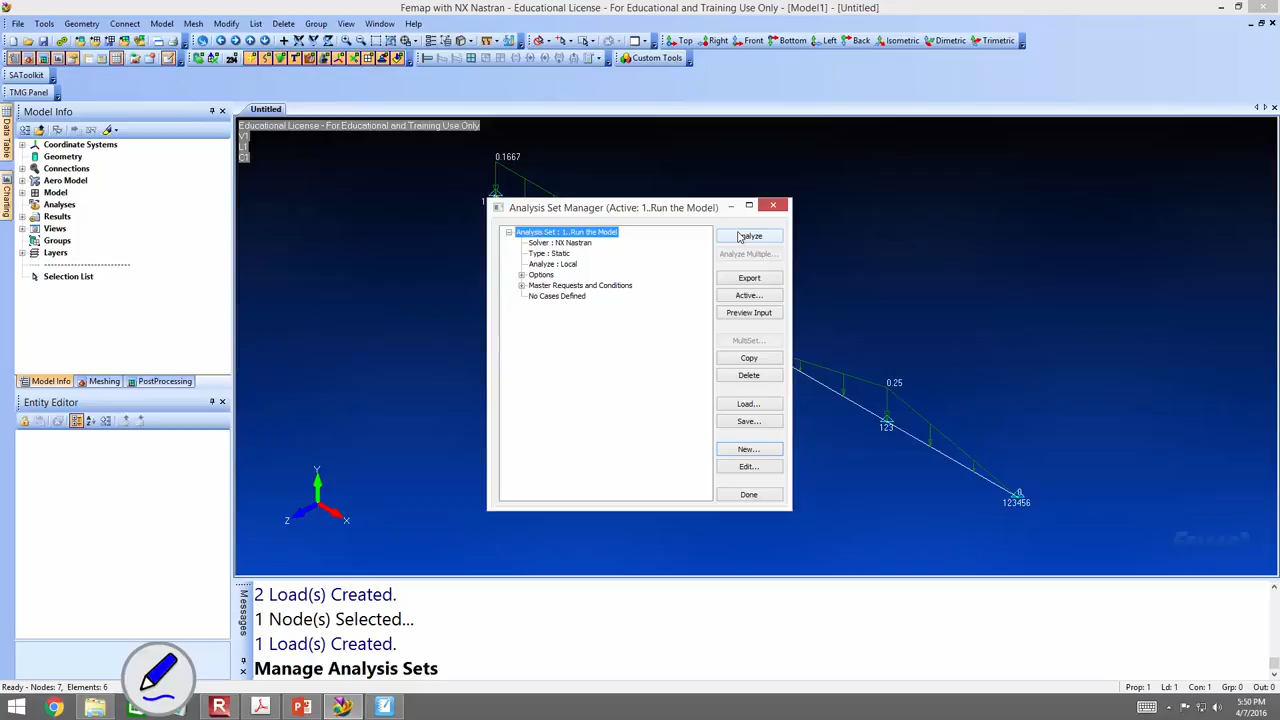 Femap with NX Nastran - Educational License - For Educational and Training Use Only - [Model1] - [Untitled]
File Tools Geometry Connect Model Mesh Modify List Delete Group View Window Help
Top Right Front Bottom Left Back Isometric Dimetric Trimetric
234
Custom Tools
SAToolkit
TMG Panel
Model Info
Untitled
Data Table
Charting
Coordinate Systems
Geometry
Connections
Aero Model
Model
Analyses
Results
Views
Groups
Layers
Selection List
Educational License - For Educational and Training Use Only
V1
L1
C1
0.1667
Analysis Set Manager (Active: 1..Run the Model)
Analysis Set : 1..Run the Model
Solver : NX Nastran
Type : Static
Analyze : Local
Options
Master Requests and Conditions
No Cases Defined
Analyze Multiple...
Export
Active...
Preview Input
MultiSet...
Copy
Delete
Load...
Save...
New...
Edit...
Done
0.25
123
0
123456
Y
Z
X
Model Info Meshing PostProcessing
Entity Editor
Messages
2 Load(s) Created.
1 Node(s) Selected...
1 Load(s) Created.
Manage Analysis Sets
Ready - Nodes: 7, Elements: 6
Prop: 1 Ld: 1 Con: 1 Grp: 0 Out: 0
5:50 PM
4/7/2016